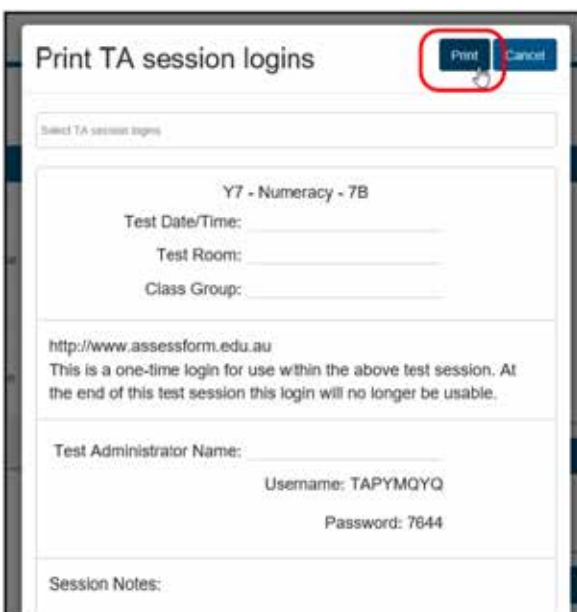 Print TA session logins
Print
Cancel
Select TA session logins
Y7 - Numeracy - 7B
Test Date/Time:
Test Room:
Class Group:
http://www.assessform.edu.au
This is a one-time login for use within the above test session. At
the end of this test session this login will no longer be usable.
Test Administrator Name:
Username: TAPYMQYQ
Password: 7644
Session Notes: